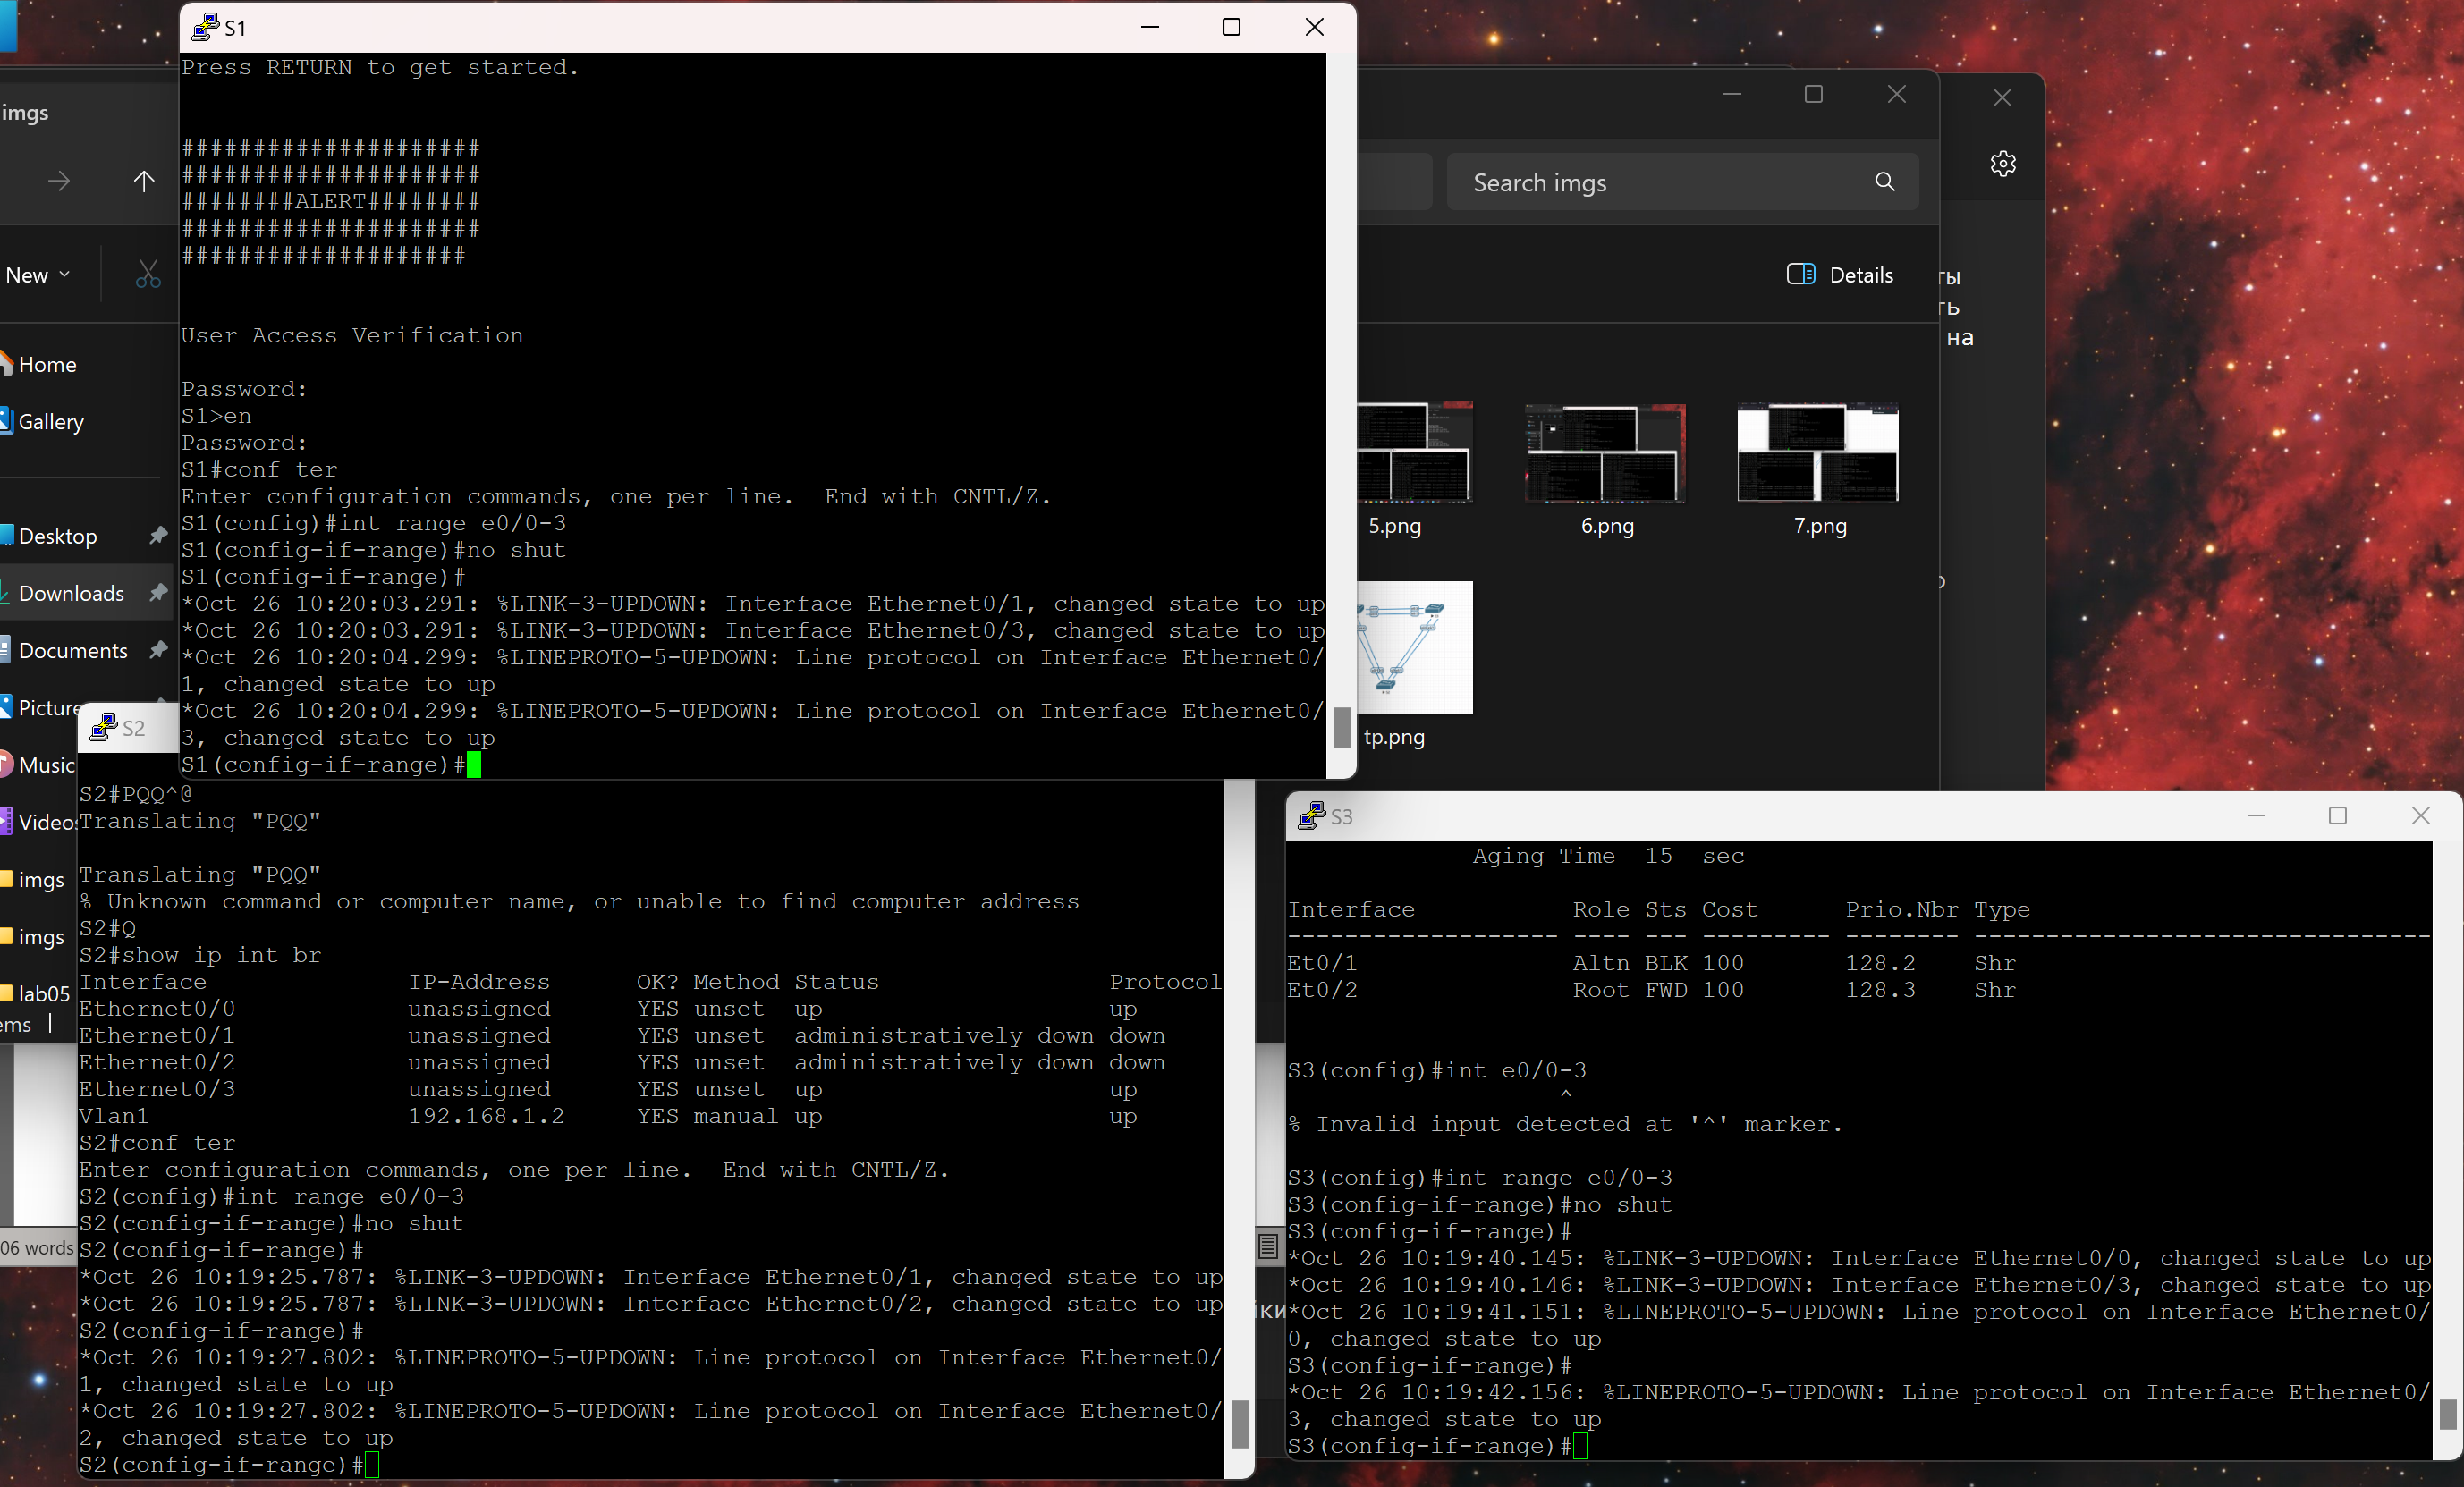 S1
Press RETURN to get started.
#####################
#####################
########ALERT########
#####################
####################
User Access Verification
Password:
S1>en
Password:
S1#conf ter
Enter configuration commands, one per line.  End with CNTL/Z.
S1(config)#int range e0/0-3
S1(config-if-range)#no shut
S1(config-if-range)#
*Oct 26 10:20:03.291: %LINK-3-UPDOWN: Interface Ethernet0/1, changed state to up
*Oct 26 10:20:03.291: %LINK-3-UPDOWN: Interface Ethernet0/3, changed state to up
*Oct 26 10:20:04.299: %LINEPROTO-5-UPDOWN: Line protocol on Interface Ethernet0/
1, changed state to up
*Oct 26 10:20:04.299: %LINEPROTO-5-UPDOWN: Line protocol on Interface Ethernet0/
3, changed state to up
S1(config-if-range)#
imgs
New
Home
Gallery
Desktop
Downloads
Documents
Music
imgs
imgs
lab05
06 words
Search imgs
Details
ты
ть
на
5.png
6.png
7.png
tp.png
S2
S2#PQQ^@
Translating "PQQ"
Translating "PQQ"
% Unknown command or computer name, or unable to find computer address
S2#Q
S2#show ip int br
Interface              IP-Address      OK? Method Status                Protocol
Ethernet0/0            unassigned      YES unset  up                    up
Ethernet0/1            unassigned      YES unset  administratively down down
Ethernet0/2            unassigned      YES unset  administratively down down
Ethernet0/3            unassigned      YES unset  up                    up
Vlan1                  192.168.1.2     YES manual up                    up
S2#conf ter
Enter configuration commands, one per line.  End with CNTL/Z.
S2(config)#int range e0/0-3
S2(config-if-range)#no shut
S2(config-if-range)#
*Oct 26 10:19:25.787: %LINK-3-UPDOWN: Interface Ethernet0/1, changed state to up
*Oct 26 10:19:25.787: %LINK-3-UPDOWN: Interface Ethernet0/2, changed state to up
S2(config-if-range)#
*Oct 26 10:19:27.802: %LINEPROTO-5-UPDOWN: Line protocol on Interface Ethernet0/
1, changed state to up
*Oct 26 10:19:27.802: %LINEPROTO-5-UPDOWN: Line protocol on Interface Ethernet0/
2, changed state to up
S2(config-if-range)#
S3
Aging Time  15  sec
Interface           Role Sts Cost      Prio.Nbr Type
------------------- ---- --- --------- -------- --------------------------------
Et0/1               Altn BLK 100       128.2    Shr
Et0/2               Root FWD 100       128.3    Shr
S3(config)#int e0/0-3
^
% Invalid input detected at '^' marker.
S3(config)#int range e0/0-3
S3(config-if-range)#no shut
S3(config-if-range)#
*Oct 26 10:19:40.145: %LINK-3-UPDOWN: Interface Ethernet0/0, changed state to up
*Oct 26 10:19:40.146: %LINK-3-UPDOWN: Interface Ethernet0/3, changed state to up
*Oct 26 10:19:41.151: %LINEPROTO-5-UPDOWN: Line protocol on Interface Ethernet0/
0, changed state to up
S3(config-if-range)#
*Oct 26 10:19:42.156: %LINEPROTO-5-UPDOWN: Line protocol on Interface Ethernet0/
3, changed state to up
S3(config-if-range)#